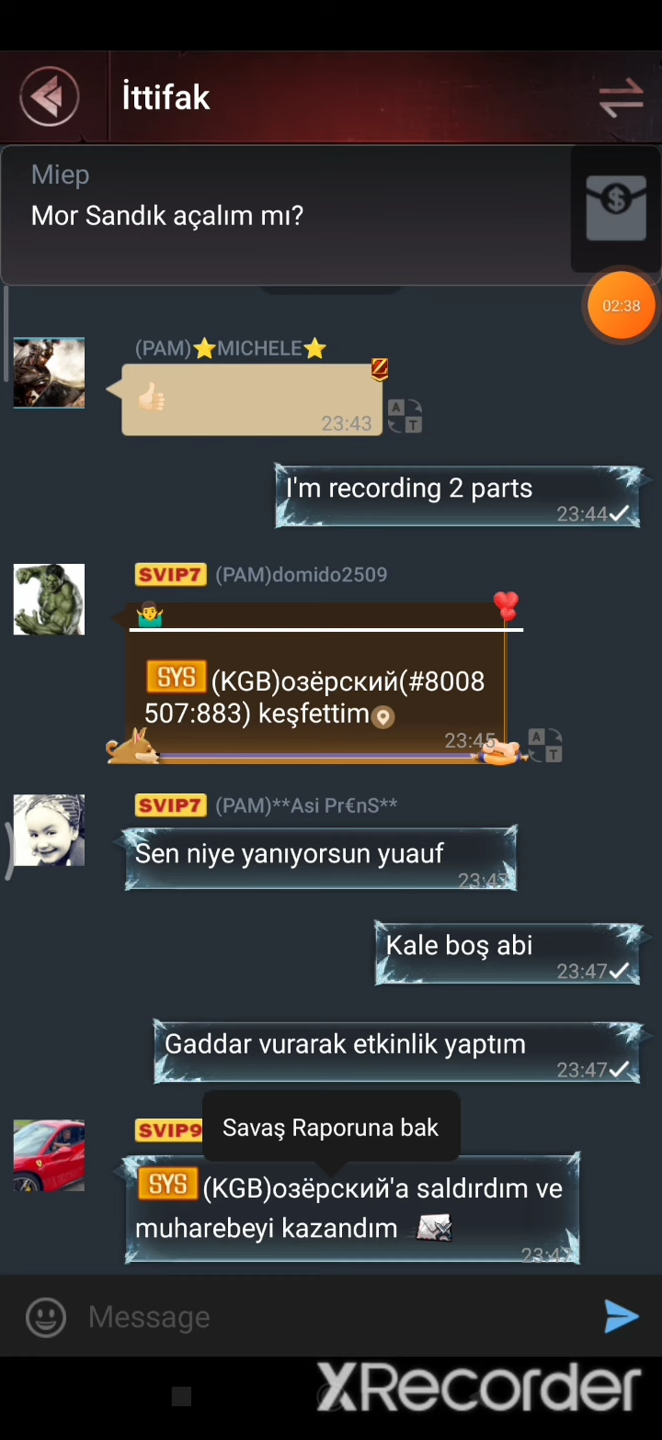 İttifak
Miep
Mor Sandık açalım mı?
02:38
(PAM)⭐MICHELE⭐
👍🏻
23:43
I'm recording 2 parts
23:44
SVIP7 (PAM)domido2509
🤷‍♂️
SYS (KGB)озёрский(#8008
507:883) keşfettim
23:45
SVIP7 (PAM)**Asi Pr€nS**
Sen niye yanıyorsun yuauf
Kale boş abi
23:47
Gaddar vurarak etkinlik yaptım
23:47
SVIP9
Savaş Raporuna bak
SYS (KGB)озёрский'a saldırdım ve
muharebeyi kazandım
Message
XRecorder